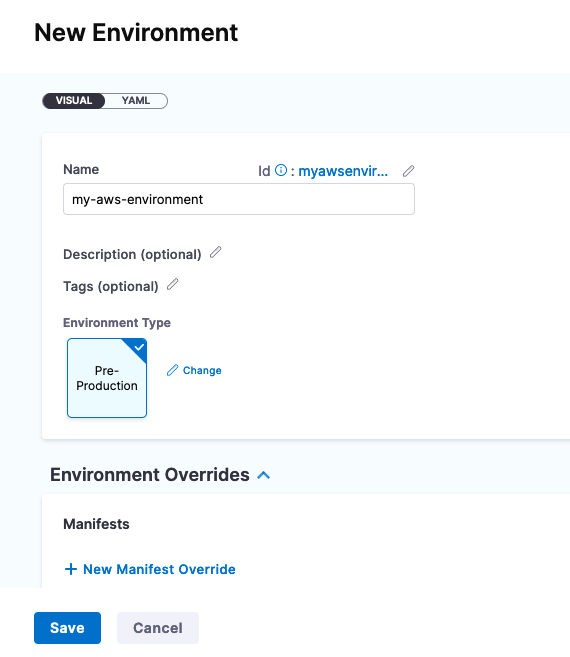 New Environment
VISUAL YAML
Name Id : myawsenvir...
my-aws-environment
Description (optional)
Tags (optional)
Environment Type
Pre-
Production
Change
Environment Overrides
Manifests
+ New Manifest Override
Save Cancel